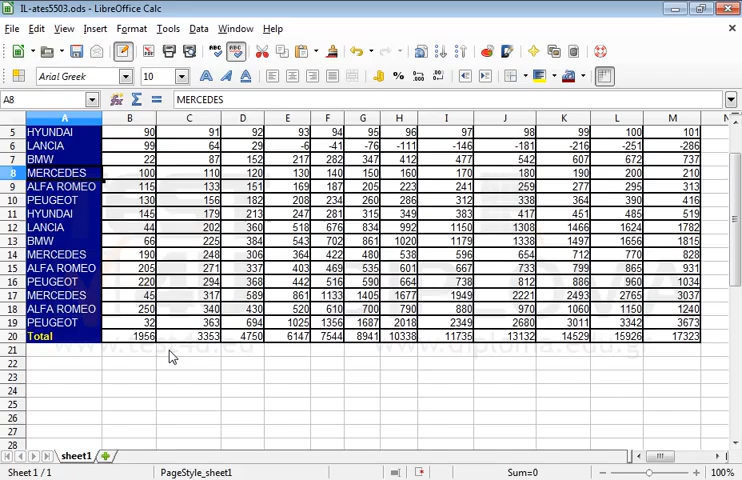 IL-ates5503.ods - LibreOffice Calc
File Edit View Insert Format Tools Data Window Help
Arial Greek 10
A8 MERCEDES
A B C D E F G H I J K L M N
5 HYUNDAI 90 91 92 93 94 95 96 97 98 99 100 101
6 LANCIA 99 64 29 -6 -41 -76 -111 -146 -181 -216 -251 -286
7 BMW 22 87 152 217 282 347 412 477 542 607 672 737
8 MERCEDES 100 110 120 130 140 150 160 170 180 190 200 210
9 ALFA ROMEO 115 133 151 169 187 205 223 241 259 277 295 313
10 PEUGEOT 130 156 182 208 234 260 286 312 338 364 390 416
11 HYUNDAI 145 179 213 247 281 315 349 383 417 451 485 519
12 LANCIA 44 202 360 518 676 834 992 1150 1308 1466 1624 1782
13 BMW 66 225 384 543 702 861 1020 1179 1338 1497 1656 1815
14 MERCEDES 190 248 306 364 422 480 538 596 654 712 770 828
15 ALFA ROMEO 205 271 337 403 469 535 601 667 733 799 865 931
16 PEUGEOT 220 294 368 442 516 590 664 738 812 886 960 1034
17 MERCEDES 45 317 589 861 1133 1405 1677 1949 2221 2493 2765 3037
18 ALFA ROMEO 250 340 430 520 610 700 790 880 970 1060 1150 1240
19 PEUGEOT 32 363 694 1025 1356 1687 2018 2349 2680 3011 3342 3673
20 Total 1956 3353 4750 6147 7544 8941 10338 11735 13132 14529 15926 17323
21
22
23
24
25
26
27
28
www.test4u.eu www.diploma.edu.gr
sheet1
Sheet 1 / 1 PageStyle_sheet1 Sum=0 100%